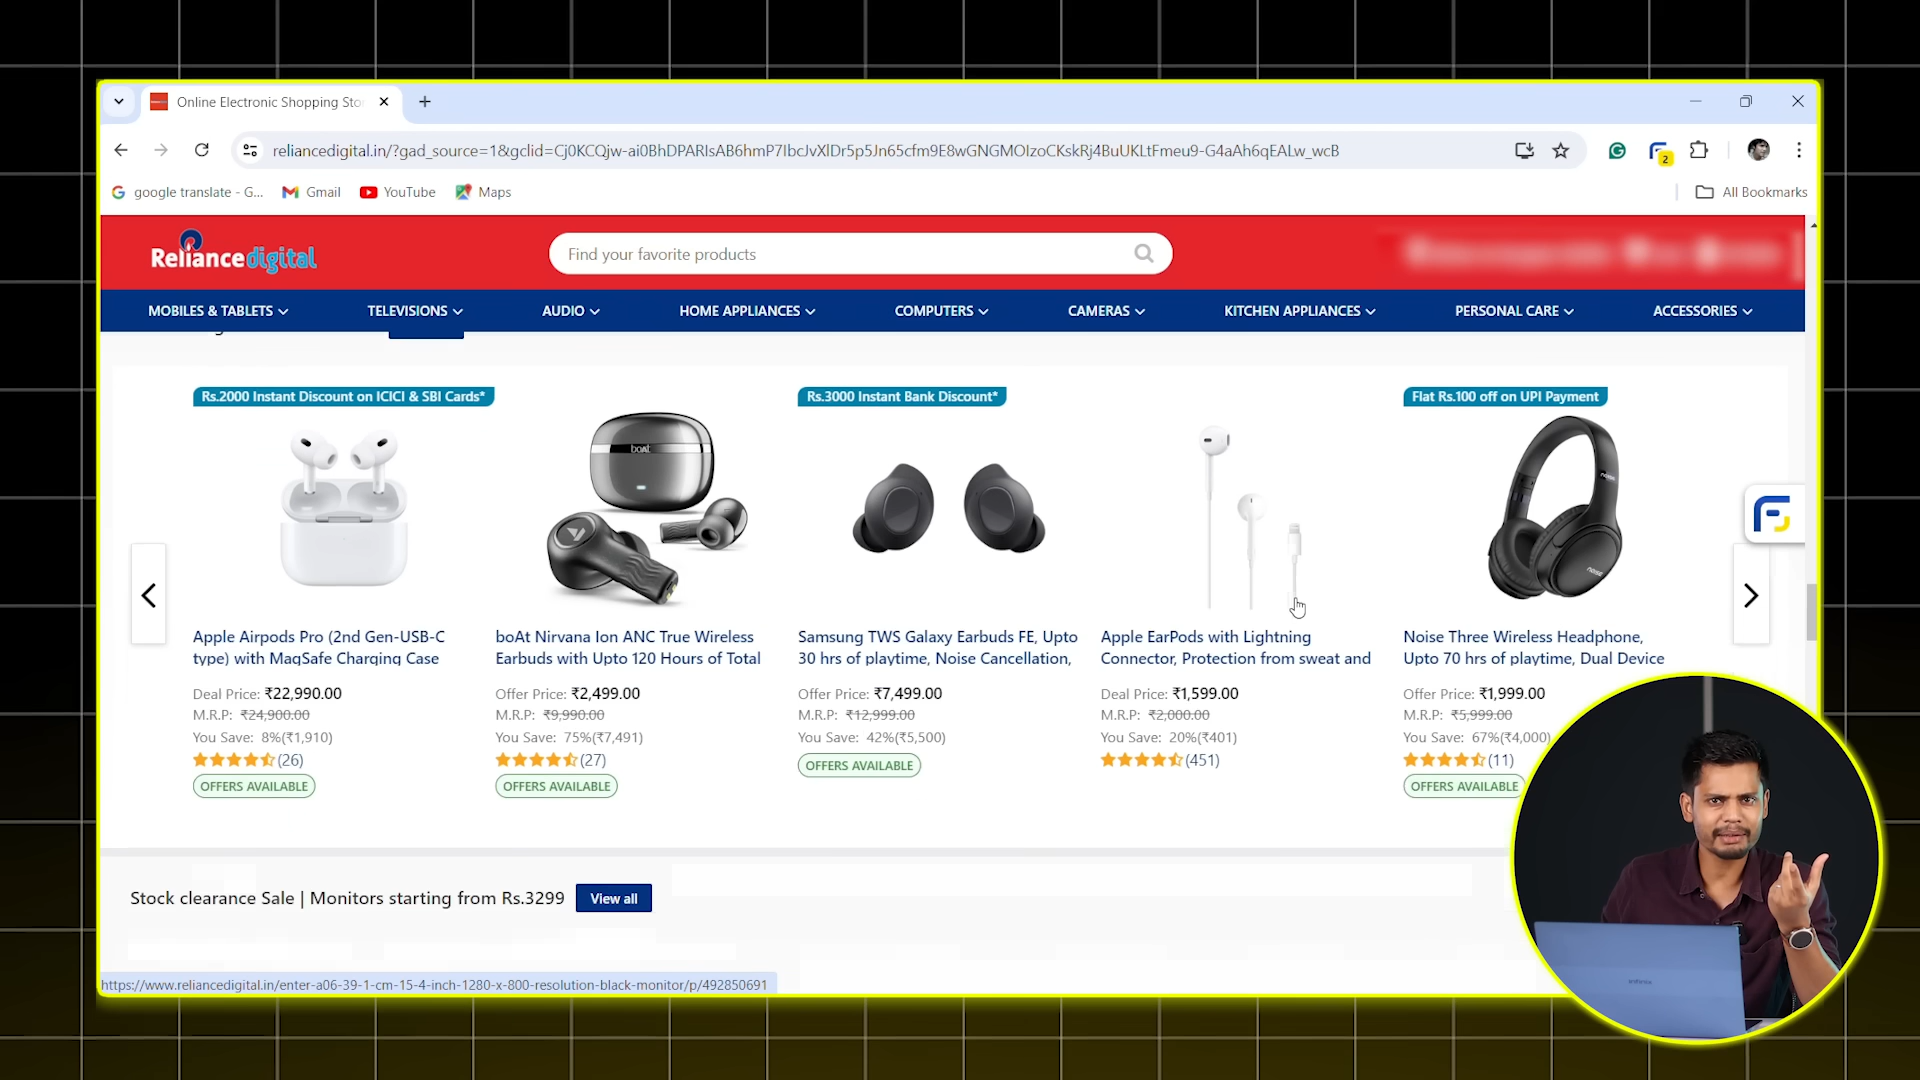 Online Electronic Shopping Sto
reliancedigital.in/?gad_source=1&gclid=Cj0KCQjw-ai0BhDPARIsAB6hmP7IbcJvXlDr5p5Jn65cfm9E8wGNGMOIzoCKskRj4BuUKLtFmeu9-G4aAh6qEALw_wcB
2
google translate - G...
Gmail
YouTube
Maps
All Bookmarks
Reliance digital
Find your favorite products
MOBILES & TABLETS
TELEVISIONS
AUDIO
HOME APPLIANCES
COMPUTERS
CAMERAS
KITCHEN APPLIANCES
PERSONAL CARE
ACCESSORIES
Rs.2000 Instant Discount on ICICI & SBI Cards*
Apple Airpods Pro (2nd Gen-USB-C
type) with MagSafe Charging Case
Deal Price: ₹22,990.00
M.R.P: ₹24,900.00
You Save: 8%(₹1,910)
(26)
OFFERS AVAILABLE
boAt
boAt Nirvana Ion ANC True Wireless
Earbuds with Upto 120 Hours of Total
Offer Price: ₹2,499.00
M.R.P: ₹9,990.00
You Save: 75%(₹7,491)
(27)
OFFERS AVAILABLE
Rs.3000 Instant Bank Discount*
Samsung TWS Galaxy Earbuds FE, Upto
30 hrs of playtime, Noise Cancellation,
Offer Price: ₹7,499.00
M.R.P: ₹12,999.00
You Save: 42%(₹5,500)
OFFERS AVAILABLE
Apple EarPods with Lightning
Connector, Protection from sweat and
Deal Price: ₹1,599.00
M.R.P: ₹2,000.00
You Save: 20%(₹401)
(451)
Flat Rs.100 off on UPI Payment
noise
noise
Noise Three Wireless Headphone,
Upto 70 hrs of playtime, Dual Device
Offer Price: ₹1,999.00
M.R.P: ₹5,999.00
You Save: 67%(₹4,000)
(11)
OFFERS AVAILABLE
Stock clearance Sale | Monitors starting from Rs.3299
View all
https://www.reliancedigital.in/enter-a06-39-1-cm-15-4-inch-1280-x-800-resolution-black-monitor/p/492850691